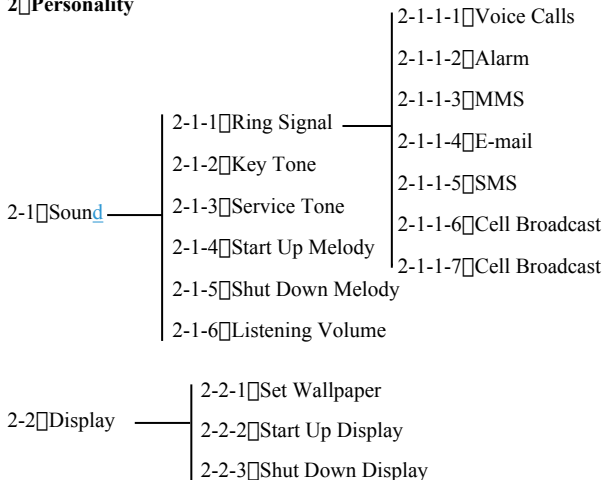 2▯Personality
2-1▯Sound
2-1-1▯Ring Signal
2-1-1-1▯Voice Calls
2-1-1-2▯Alarm
2-1-1-3▯MMS
2-1-1-4▯E-mail
2-1-1-5▯SMS
2-1-1-6▯Cell Broadcast
2-1-1-7▯Cell Broadcast
2-1-2▯Key Tone
2-1-3▯Service Tone
2-1-4▯Start Up Melody
2-1-5▯Shut Down Melody
2-1-6▯Listening Volume
2-2▯Display
2-2-1▯Set Wallpaper
2-2-2▯Start Up Display
2-2-3▯Shut Down Display